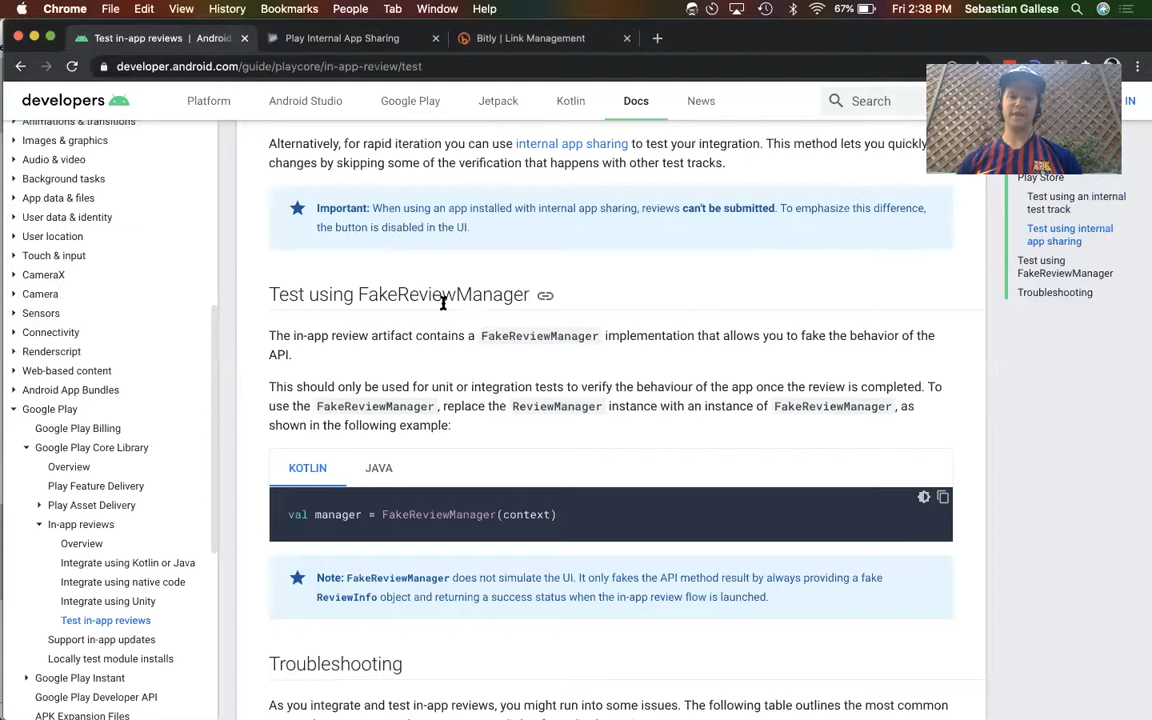 Chrome File Edit View History Bookmarks People Tab Window Help 67% Fri 2:38 PM Sebastian Gallese
Test in-app reviews | Android Play Internal App Sharing Bitly | Link Management
developer.android.com/guide/playcore/in-app-review/test
developers Platform Android Studio Google Play Jetpack Kotlin Docs News Search IN
Animations & transitions
Images & graphics
Audio & video
Background tasks
App data & files
User data & identity
User location
Touch & input
CameraX
Camera
Sensors
Connectivity
Renderscript
Web-based content
Android App Bundles
Google Play
Google Play Billing
Google Play Core Library
Overview
Play Feature Delivery
Play Asset Delivery
In-app reviews
Overview
Integrate using Kotlin or Java
Integrate using native code
Integrate using Unity
Test in-app reviews
Support in-app updates
Locally test module installs
Google Play Instant
Google Play Developer API
APK Expansion Files
Alternatively, for rapid iteration you can use internal app sharing to test your integration. This method lets you quickly
changes by skipping some of the verification that happens with other test tracks.
Important: When using an app installed with internal app sharing, reviews can't be submitted. To emphasize this difference,
the button is disabled in the UI.
Test using FakeReviewManager
The in-app review artifact contains a FakeReviewManager implementation that allows you to fake the behavior of the
API.
This should only be used for unit or integration tests to verify the behaviour of the app once the review is completed. To
use the FakeReviewManager, replace the ReviewManager instance with an instance of FakeReviewManager, as
shown in the following example:
KOTLIN JAVA
val manager = FakeReviewManager(context)
Note: FakeReviewManager does not simulate the UI. It only fakes the API method result by always providing a fake
ReviewInfo object and returning a success status when the in-app review flow is launched.
Troubleshooting
As you integrate and test in-app reviews, you might run into some issues. The following table outlines the most common
Play Store
Test using an internal
test track
Test using internal
app sharing
Test using
FakeReviewManager
Troubleshooting